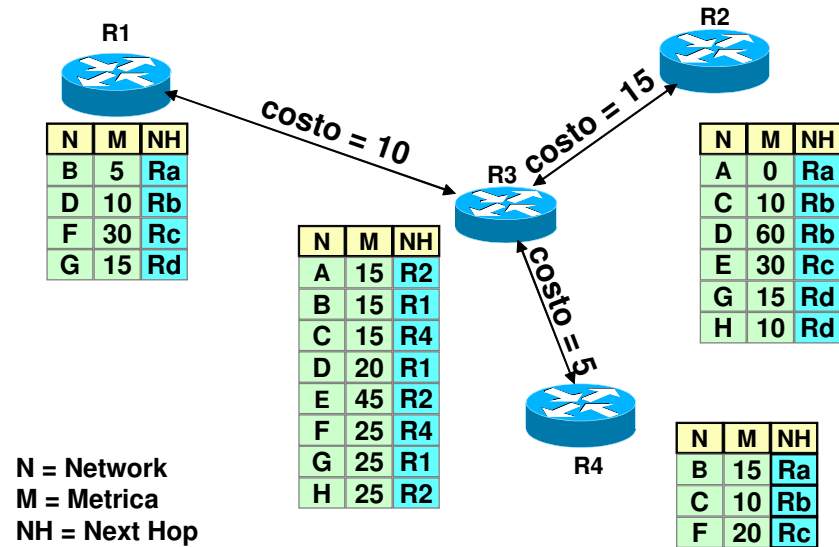 R1
R2
costo = 10
costo = 15
N M NH
B 5 Ra
D 10 Rb
F 30 Rc
G 15 Rd
N M NH
A 0 Ra
C 10 Rb
D 60 Rb
E 30 Rc
G 15 Rd
H 10 Rd
R3
N M NH
A 15 R2
B 15 R1
C 15 R4
D 20 R1
E 45 R2
F 25 R4
G 25 R1
H 25 R2
costo = 5
R4
N M NH
B 15 Ra
C 10 Rb
F 20 Rc
N = Network
M = Metrica
NH = Next Hop